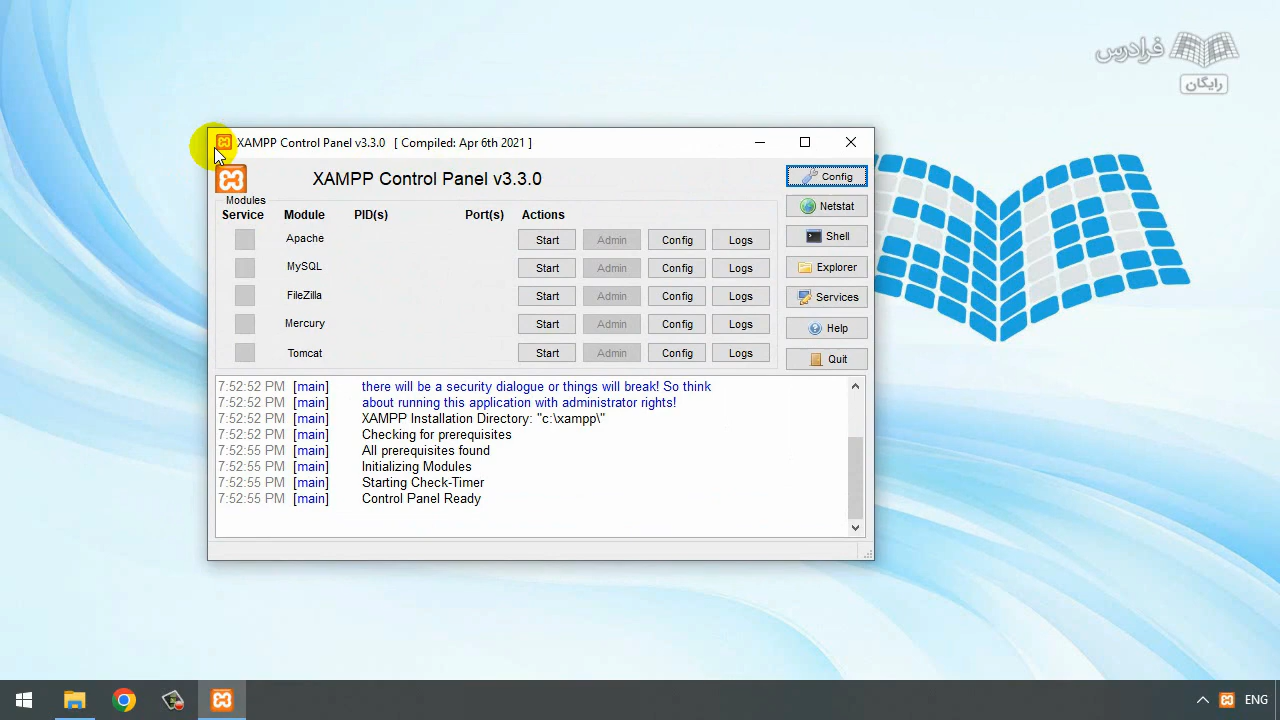 فرادرس
رایگان
XAMPP Control Panel v3.3.0 [ Compiled: Apr 6th 2021 ]
XAMPP Control Panel v3.3.0
Config
Modules
Service Module PID(s) Port(s) Actions
Netstat
Apache Start Admin Config Logs
Shell
MySQL Start Admin Config Logs
Explorer
FileZilla Start Admin Config Logs
Services
Mercury Start Admin Config Logs
Help
Tomcat Start Admin Config Logs
Quit
7:52:52 PM [main] there will be a security dialogue or things will break! So think
7:52:52 PM [main] about running this application with administrator rights!
7:52:52 PM [main] XAMPP Installation Directory: "c:\xampp\"
7:52:52 PM [main] Checking for prerequisites
7:52:55 PM [main] All prerequisites found
7:52:55 PM [main] Initializing Modules
7:52:55 PM [main] Starting Check-Timer
7:52:55 PM [main] Control Panel Ready
ENG